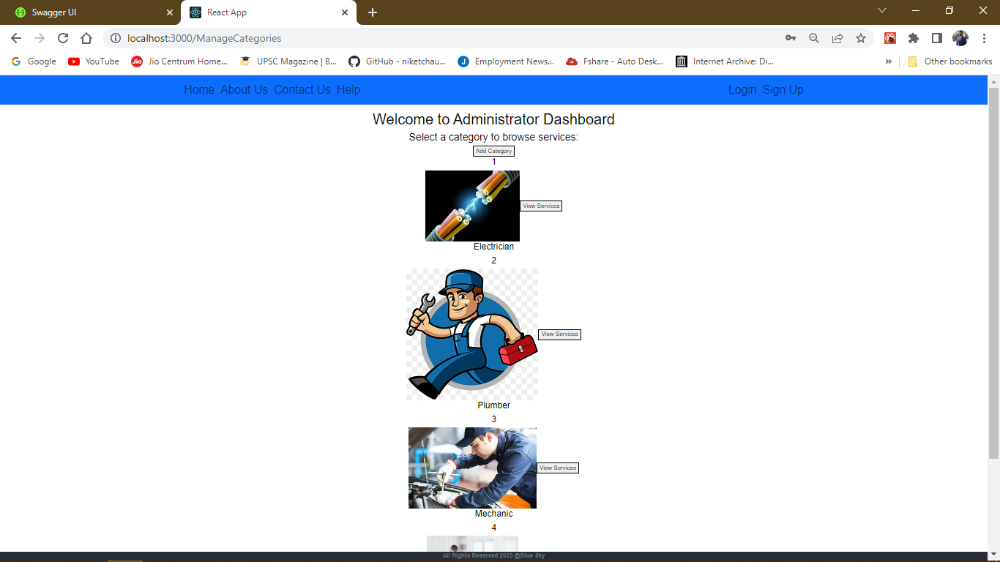 Swagger UI
React App
localhost:3000/ManageCategories
Google
YouTube
Jio Centrum Home...
UPSC Magazine | B...
GitHub - niketchau...
Employment News...
Fshare - Auto Desk...
Internet Archive: Di...
»
Other bookmarks
Home About Us Contact Us Help
Login Sign Up
Welcome to Administrator Dashboard
Select a category to browse services:
Add Category
1
View Services
Electrician
2
View Services
Plumber
3
View Services
Mechanic
4
All Rights Reserved 2023 @Blue Sky